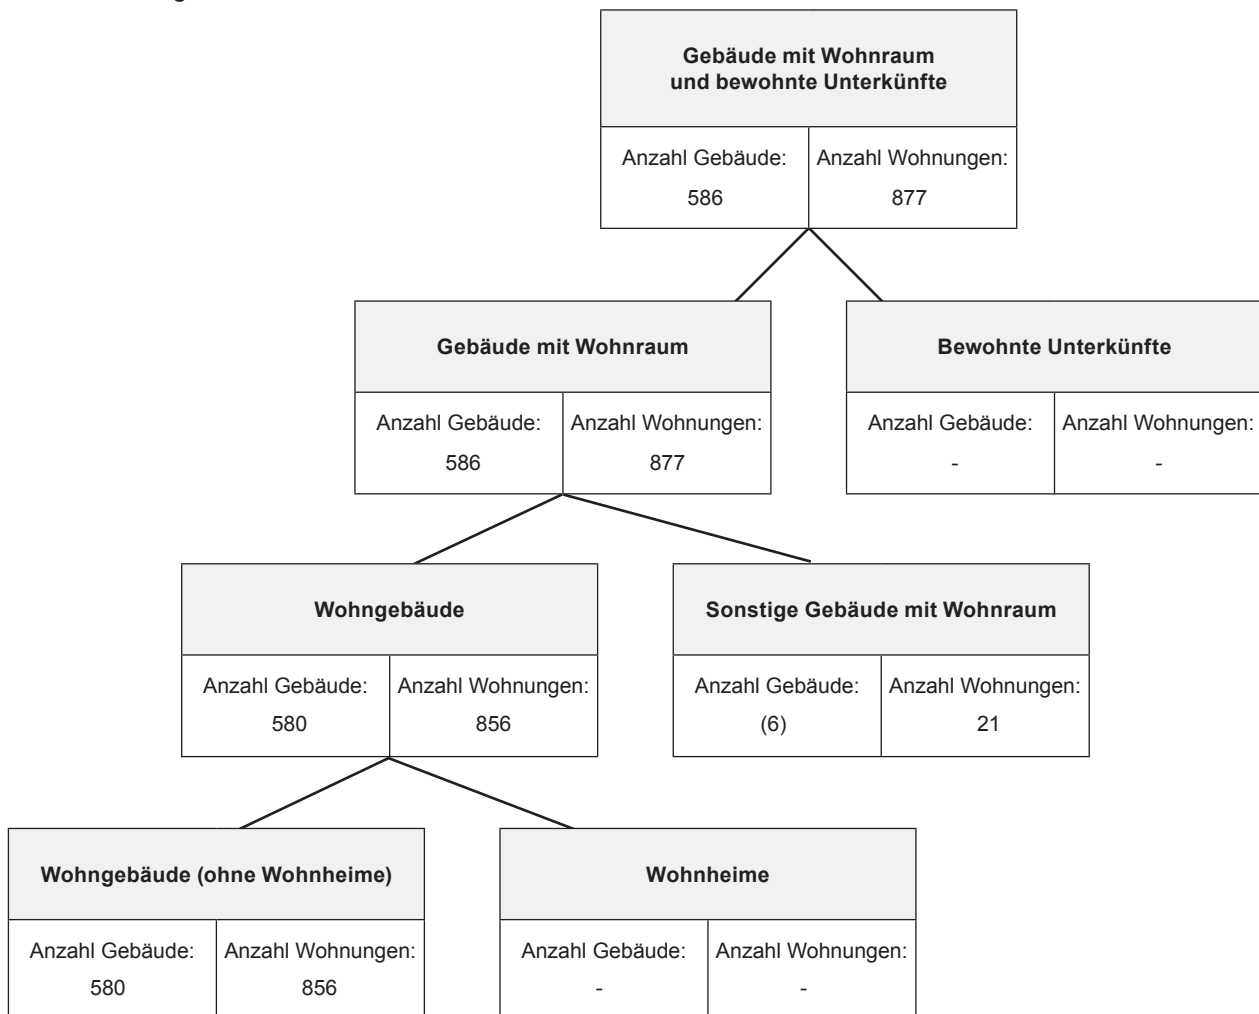 Gebäude mit Wohnraum
und bewohnte Unterkünfte
Anzahl Gebäude: Anzahl Wohnungen:
586 877
Gebäude mit Wohnraum
Anzahl Gebäude: Anzahl Wohnungen:
586 877
Bewohnte Unterkünfte
Anzahl Gebäude: Anzahl Wohnungen:
- -
Wohngebäude
Anzahl Gebäude: Anzahl Wohnungen:
580 856
Sonstige Gebäude mit Wohnraum
Anzahl Gebäude: Anzahl Wohnungen:
(6) 21
Wohngebäude (ohne Wohnheime)
Anzahl Gebäude: Anzahl Wohnungen:
580 856
Wohnheime
Anzahl Gebäude: Anzahl Wohnungen:
- -